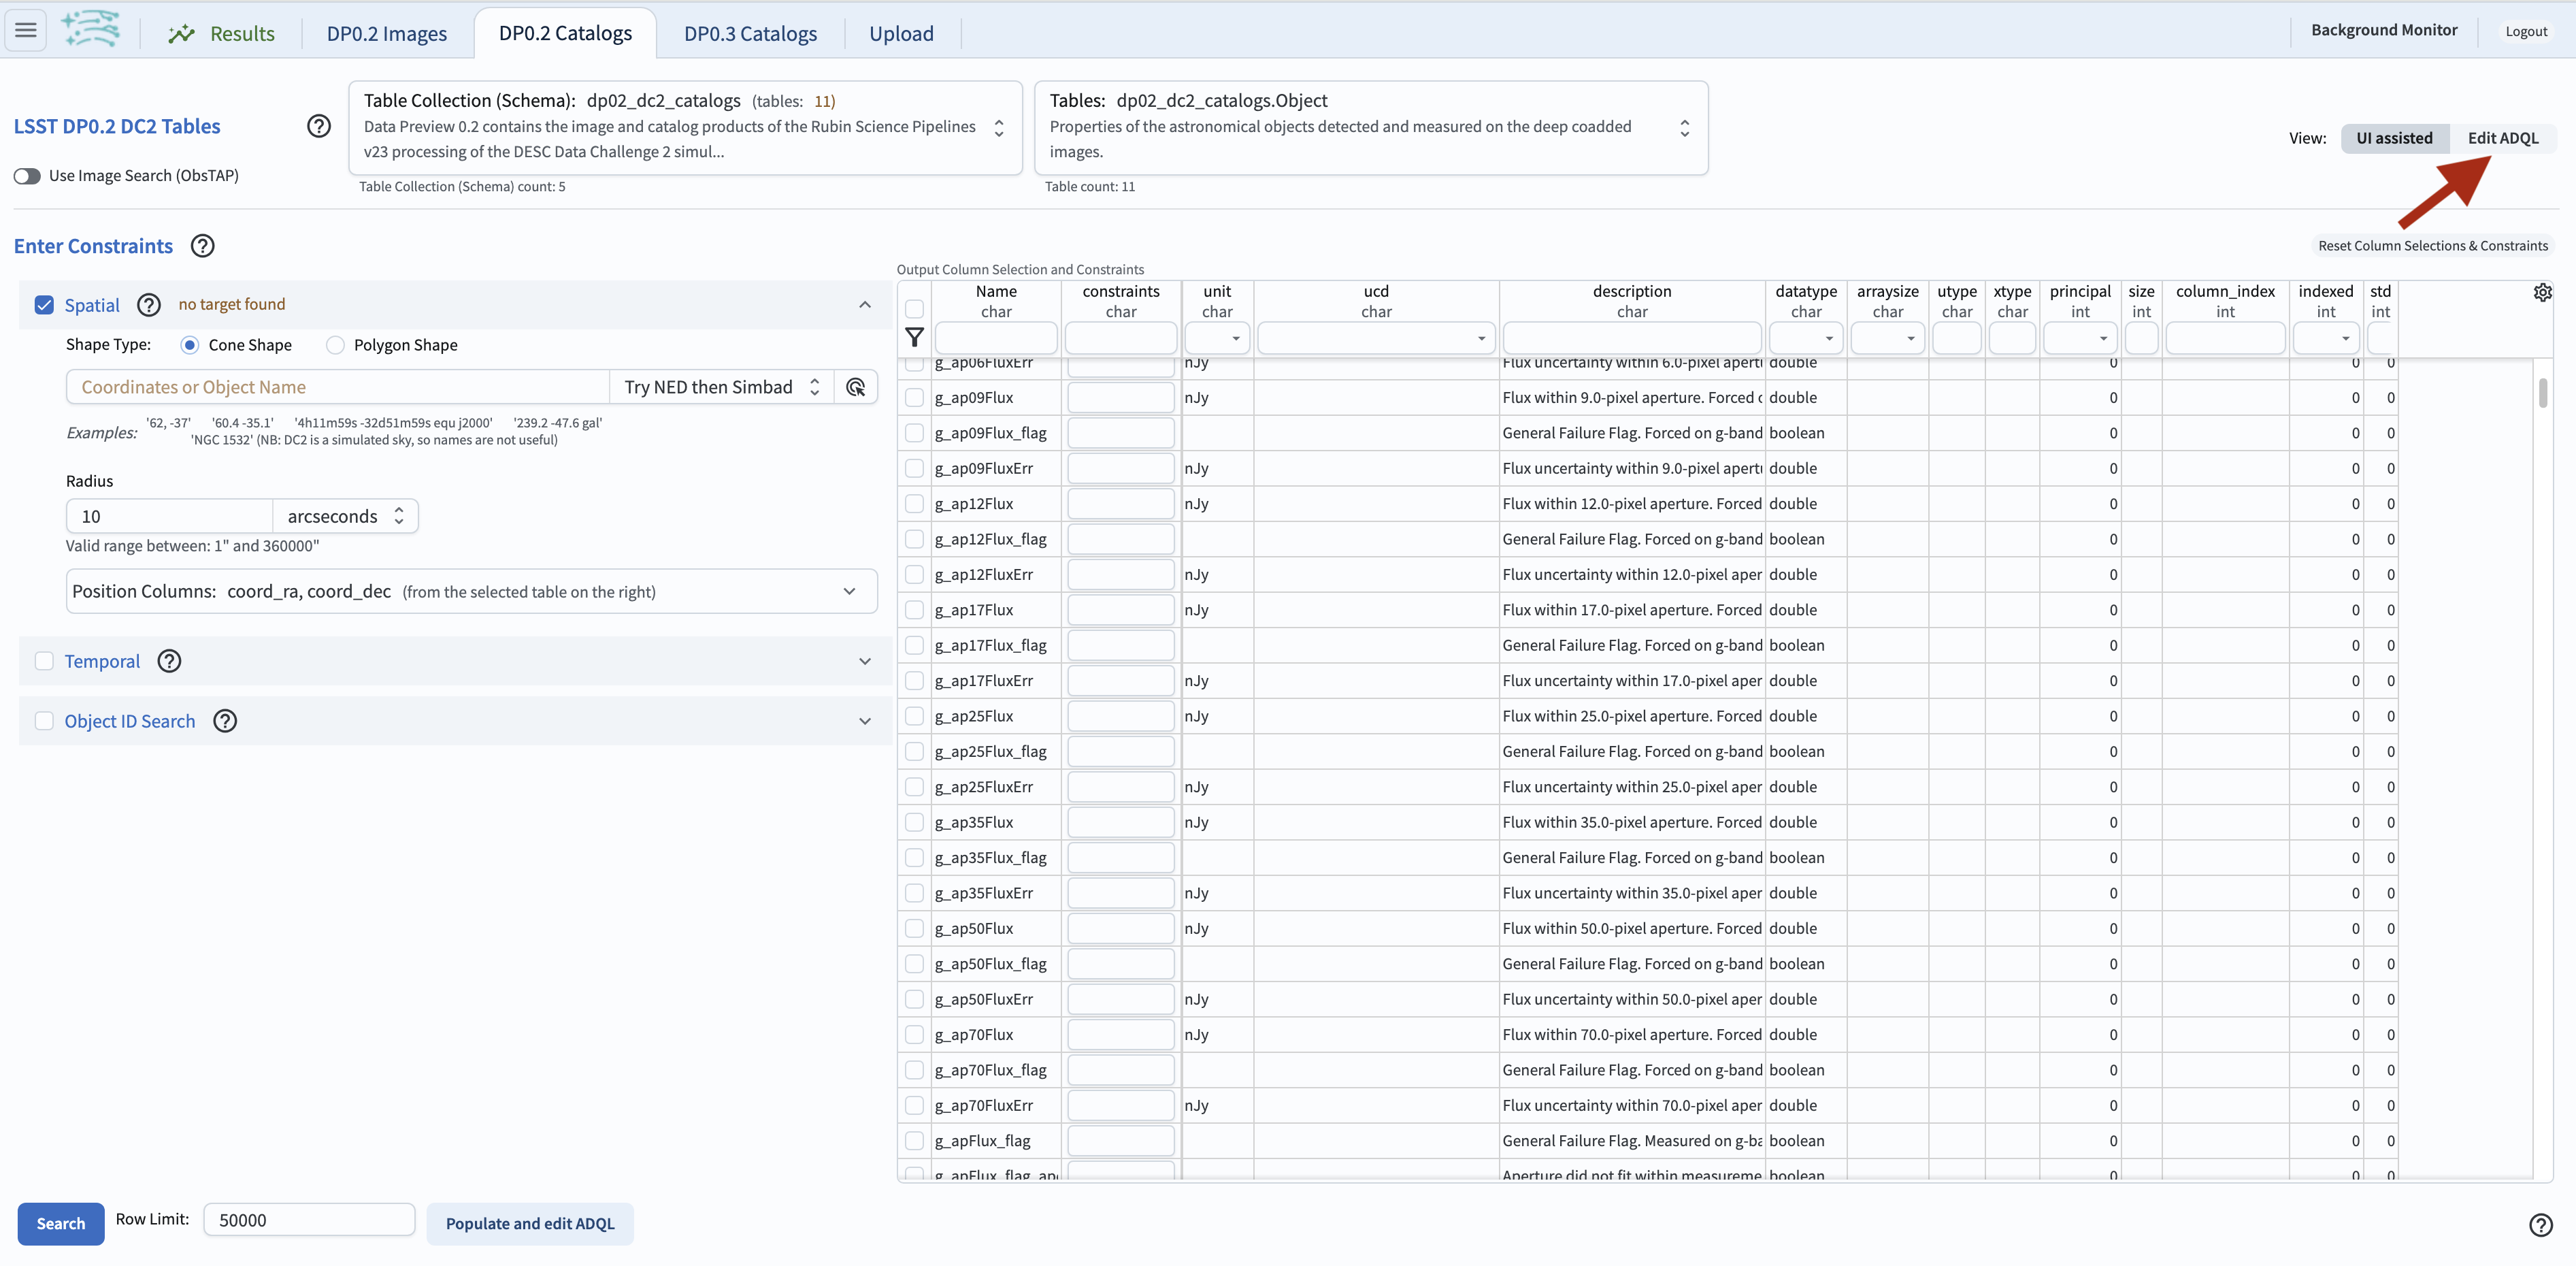 Results
DP0.2 Images
DP0.2 Catalogs
DP0.3 Catalogs
Upload
Background Monitor
Logout
LSST DP0.2 DC2 Tables
Use Image Search (ObsTAP)
Table Collection (Schema): dp02_dc2_catalogs (tables: 11)
Data Preview 0.2 contains the image and catalog products of the Rubin Science Pipelines
v23 processing of the DESC Data Challenge 2 simul...
Table Collection (Schema) count: 5
Tables: dp02_dc2_catalogs.Object
Properties of the astronomical objects detected and measured on the deep coadded
images.
Table count: 11
View: UI assisted Edit ADQL
Enter Constraints
Reset Column Selections & Constraints
Spatial no target found
Shape Type: Cone Shape Polygon Shape
Coordinates or Object Name Try NED then Simbad
Examples: '62, -37' '60.4 -35.1' '4h11m59s -32d51m59s equ j2000' '239.2 -47.6 gal'
'NGC 1532' (NB: DC2 is a simulated sky, so names are not useful)
Radius
10 arcseconds
Valid range between: 1" and 360000"
Position Columns: coord_ra, coord_dec (from the selected table on the right)
Temporal
Object ID Search
Output Column Selection and Constraints
Name constraints unit ucd description datatype arraysize utype xtype principal size column_index indexed std
char char char char char char char char char int int int int int
g_ap06FluxErr nJy Flux uncertainty within 6.0-pixel apert double 0 0 0
g_ap09Flux nJy Flux within 9.0-pixel aperture. Forced c double 0 0 0
g_ap09Flux_flag General Failure Flag. Forced on g-band boolean 0 0 0
g_ap09FluxErr nJy Flux uncertainty within 9.0-pixel apert double 0 0 0
g_ap12Flux nJy Flux within 12.0-pixel aperture. Forced double 0 0 0
g_ap12Flux_flag General Failure Flag. Forced on g-band boolean 0 0 0
g_ap12FluxErr nJy Flux uncertainty within 12.0-pixel aper double 0 0 0
g_ap17Flux nJy Flux within 17.0-pixel aperture. Forced double 0 0 0
g_ap17Flux_flag General Failure Flag. Forced on g-band boolean 0 0 0
g_ap17FluxErr nJy Flux uncertainty within 17.0-pixel aper double 0 0 0
g_ap25Flux nJy Flux within 25.0-pixel aperture. Forced double 0 0 0
g_ap25Flux_flag General Failure Flag. Forced on g-band boolean 0 0 0
g_ap25FluxErr nJy Flux uncertainty within 25.0-pixel aper double 0 0 0
g_ap35Flux nJy Flux within 35.0-pixel aperture. Forced double 0 0 0
g_ap35Flux_flag General Failure Flag. Forced on g-band boolean 0 0 0
g_ap35FluxErr nJy Flux uncertainty within 35.0-pixel aper double 0 0 0
g_ap50Flux nJy Flux within 50.0-pixel aperture. Forced double 0 0 0
g_ap50Flux_flag General Failure Flag. Forced on g-band boolean 0 0 0
g_ap50FluxErr nJy Flux uncertainty within 50.0-pixel aper double 0 0 0
g_ap70Flux nJy Flux within 70.0-pixel aperture. Forced double 0 0 0
g_ap70Flux_flag General Failure Flag. Forced on g-band boolean 0 0 0
g_ap70FluxErr nJy Flux uncertainty within 70.0-pixel aper double 0 0 0
g_apFlux_flag General Failure Flag. Measured on g-ba boolean 0 0 0
g_apFlux_flag_ap Aperture did not fit within measureme boolean 0 0 0
Search Row Limit: 50000 Populate and edit ADQL